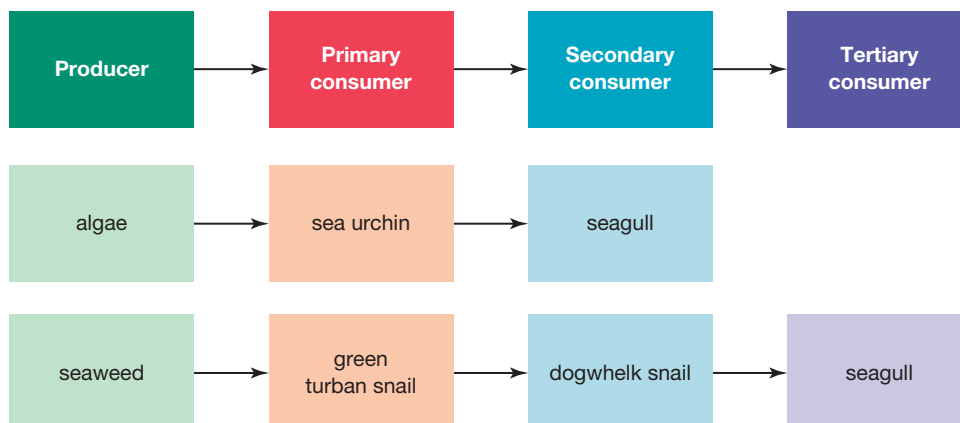 Producer
Primary
consumer
Secondary
consumer
Tertiary
consumer
algae
sea urchin
seagull
seaweed
green
turban snail
dogwhelk snail
seagull